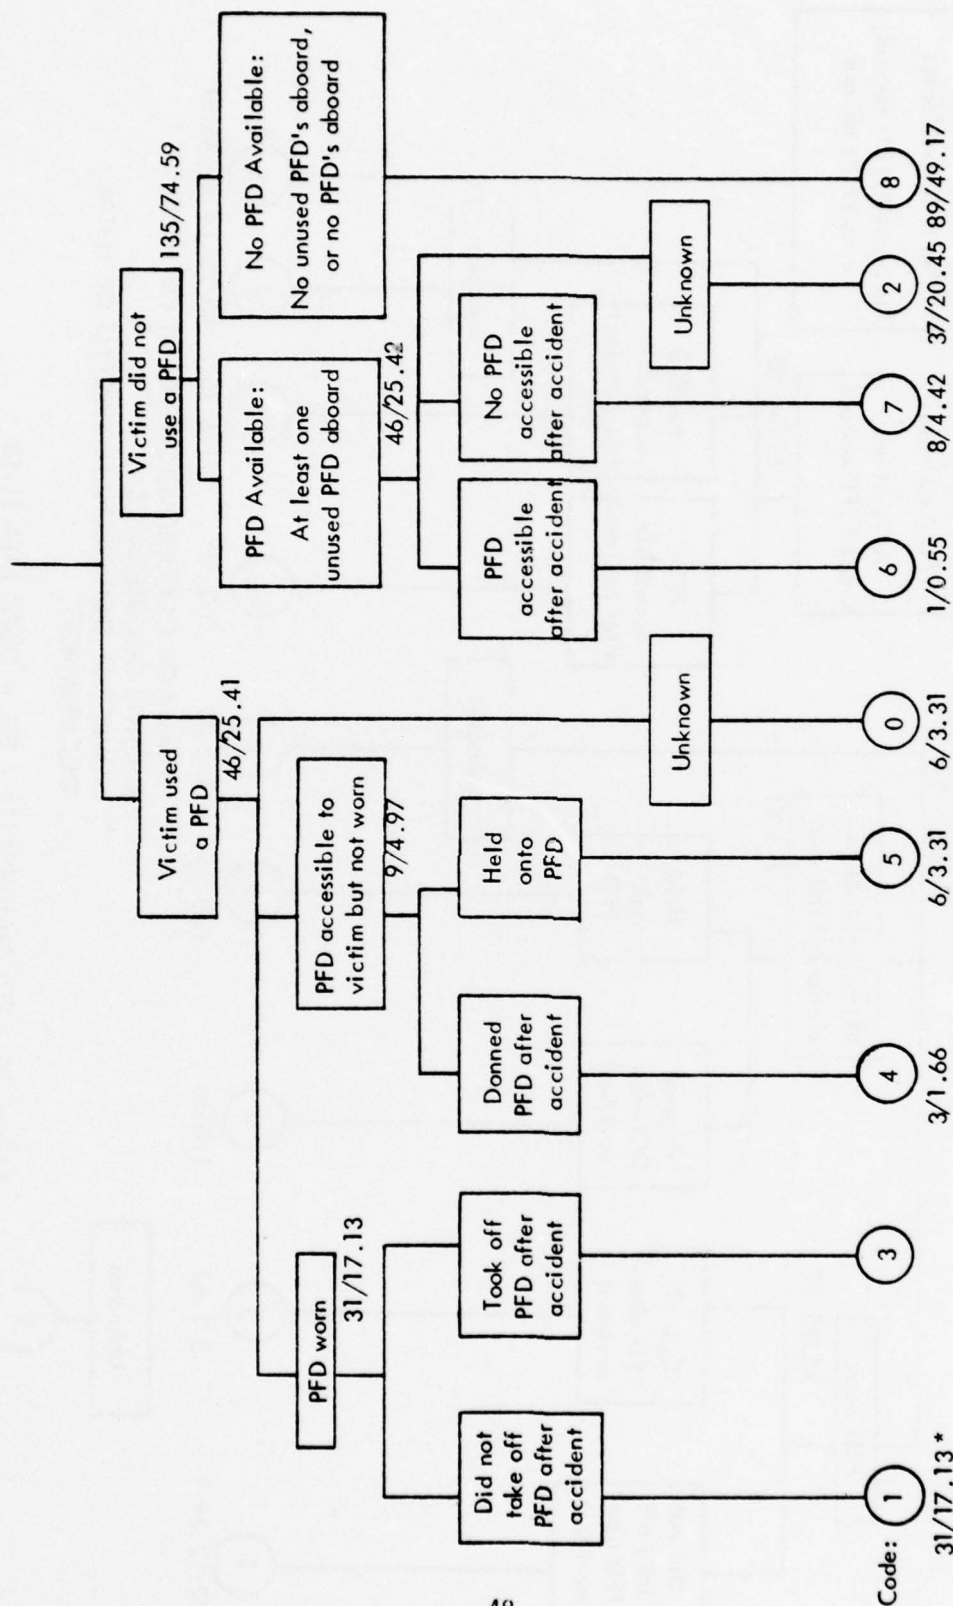 Victim used
a PFD
46/25.41
Victim did not
use a PFD
135/74.59
PFD worn
31/17.13
PFD accessible to
victim but not worn
9/4.97
PFD Available:
At least one
unused PFD aboard
46/25.42
No PFD Available:
No unused PFD's aboard,
or no PFD's aboard
Did not
take off
PFD after
accident
Took off
PFD after
accident
Donned
PFD after
accident
Held
onto
PFD
PFD
accessible
after accident
No PFD
accessible
after accident
Unknown
Unknown
Code: 1 3 4 5 0 6 7 2 8
31/17.13* 3/1.66 6/3.31 6/3.31 1/0.55 8/4.42 37/20.45 89/49.17